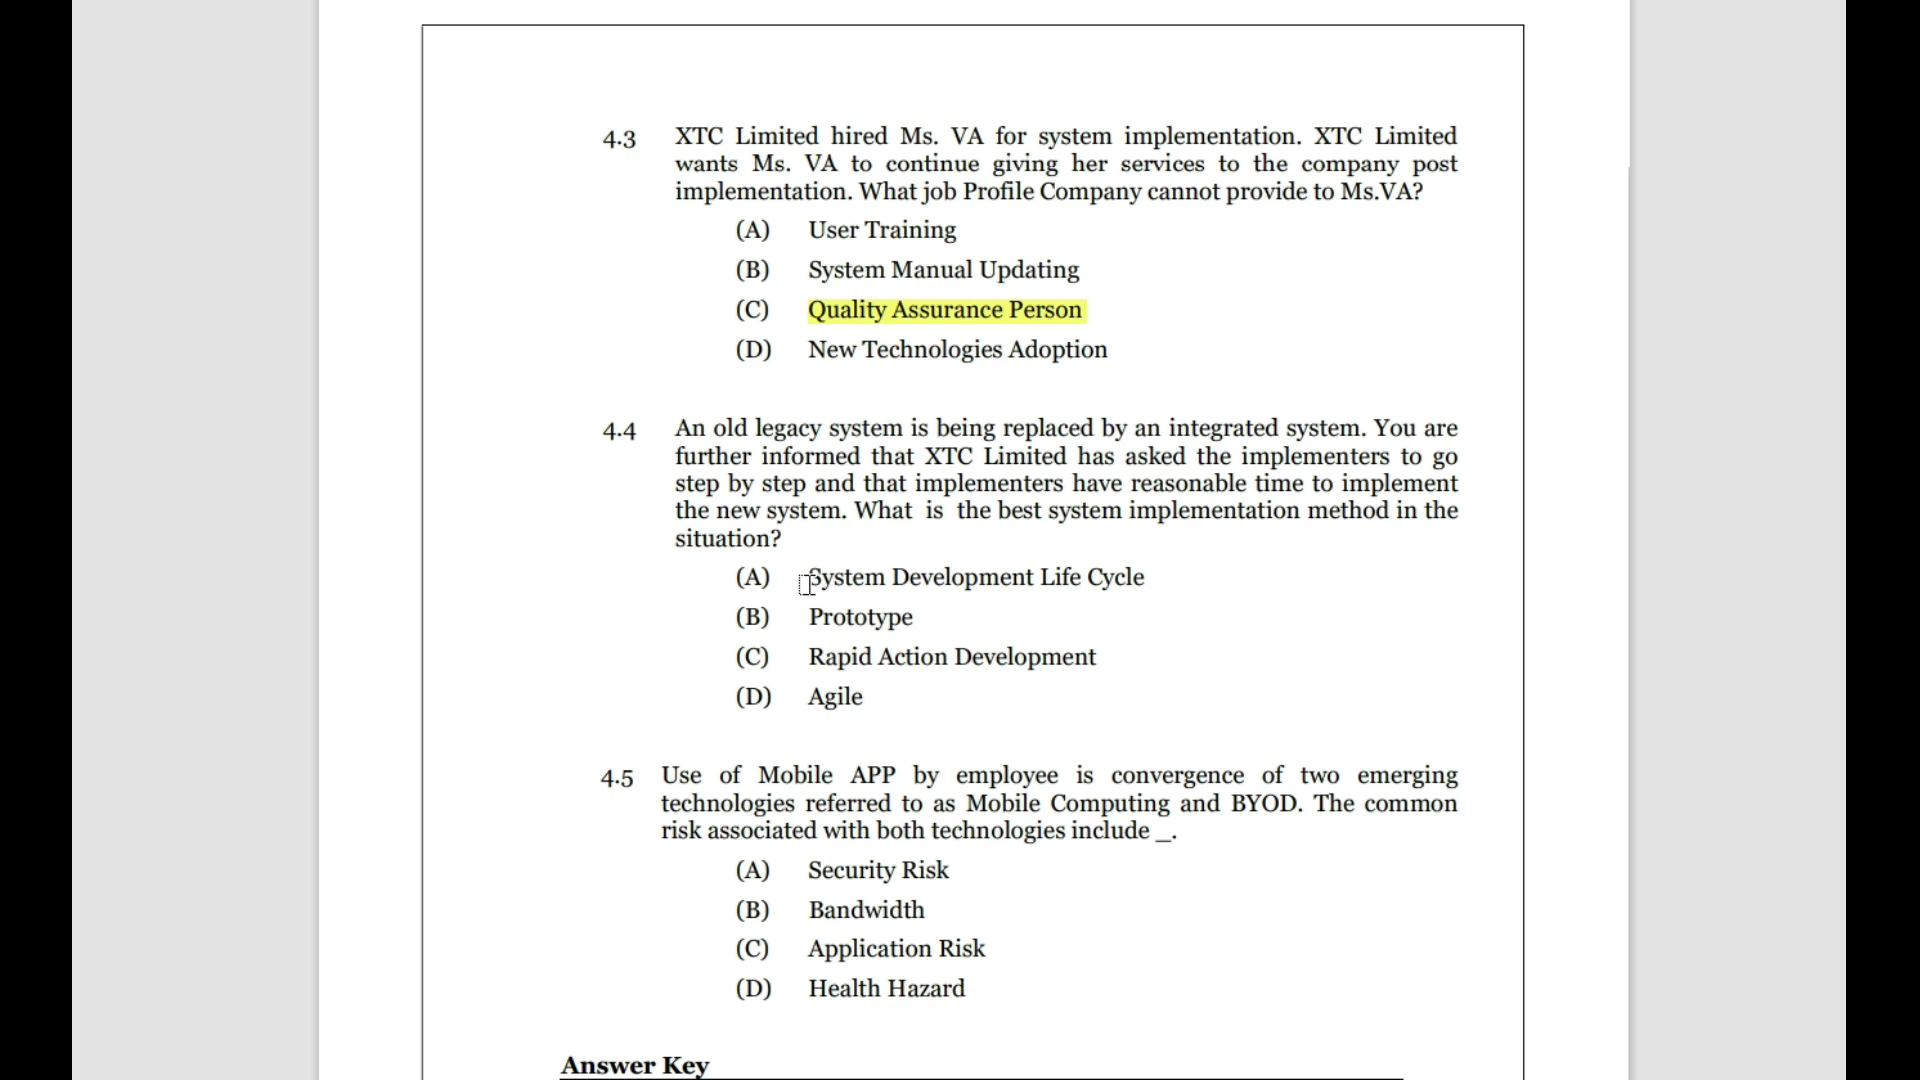 4.3 XTC Limited hired Ms. VA for system implementation. XTC Limited
wants Ms. VA to continue giving her services to the company post
implementation. What job Profile Company cannot provide to Ms.VA?
(A) User Training
(B) System Manual Updating
(C) Quality Assurance Person
(D) New Technologies Adoption
4.4 An old legacy system is being replaced by an integrated system. You are
further informed that XTC Limited has asked the implementers to go
step by step and that implementers have reasonable time to implement
the new system. What is the best system implementation method in the
situation?
(A) System Development Life Cycle
(B) Prototype
(C) Rapid Action Development
(D) Agile
4.5 Use of Mobile APP by employee is convergence of two emerging
technologies referred to as Mobile Computing and BYOD. The common
risk associated with both technologies include _.
(A) Security Risk
(B) Bandwidth
(C) Application Risk
(D) Health Hazard
Answer Key